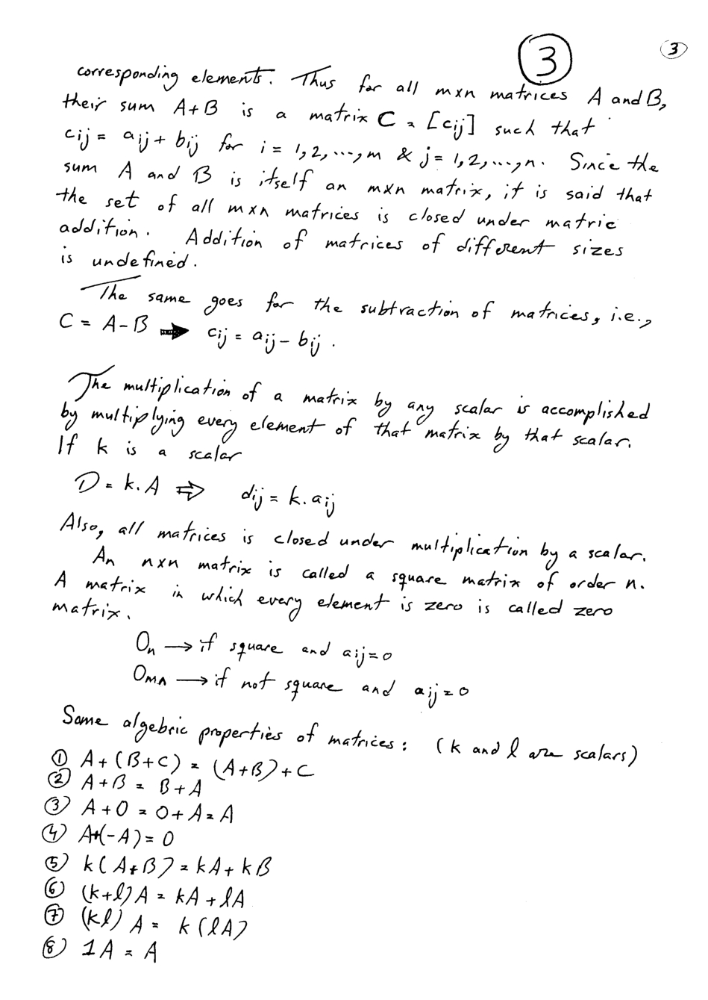 3
3
corresponding elements. Thus for all mxn matrices A and B,
their sum A+B is a matrix C = [cij] such that
cij = aij + bij for i = 1,2,...,m & j = 1,2,...,n. Since the
sum A and B is itself an mxn matrix, it is said that
the set of all mxn matrices is closed under matric
addition. Addition of matrices of different sizes
is undefined.
The same goes for the subtraction of matrices, i.e.,
C = A-B ➡ cij = aij - bij.
The multiplication of a matrix by any scalar is accomplished
by multiplying every element of that matrix by that scalar.
If k is a scalar
D = k.A ⇒ dij = k.aij
Also, all matrices is closed under multiplication by a scalar.
An nxn matrix is called a square matrix of order n.
A matrix in which every element is zero is called zero
matrix.
On → if square and aij=0
Omn → if not square and aij=0
Some algebric properties of matrices: (k and l are scalars)
① A+(B+C) = (A+B)+C
② A+B = B+A
③ A+0 = 0+A=A
④ A+(-A)=0
⑤ k(A+B) = kA+kB
⑥ (k+l)A = kA+lA
⑦ (kl)A = k(lA)
⑧ 1A = A